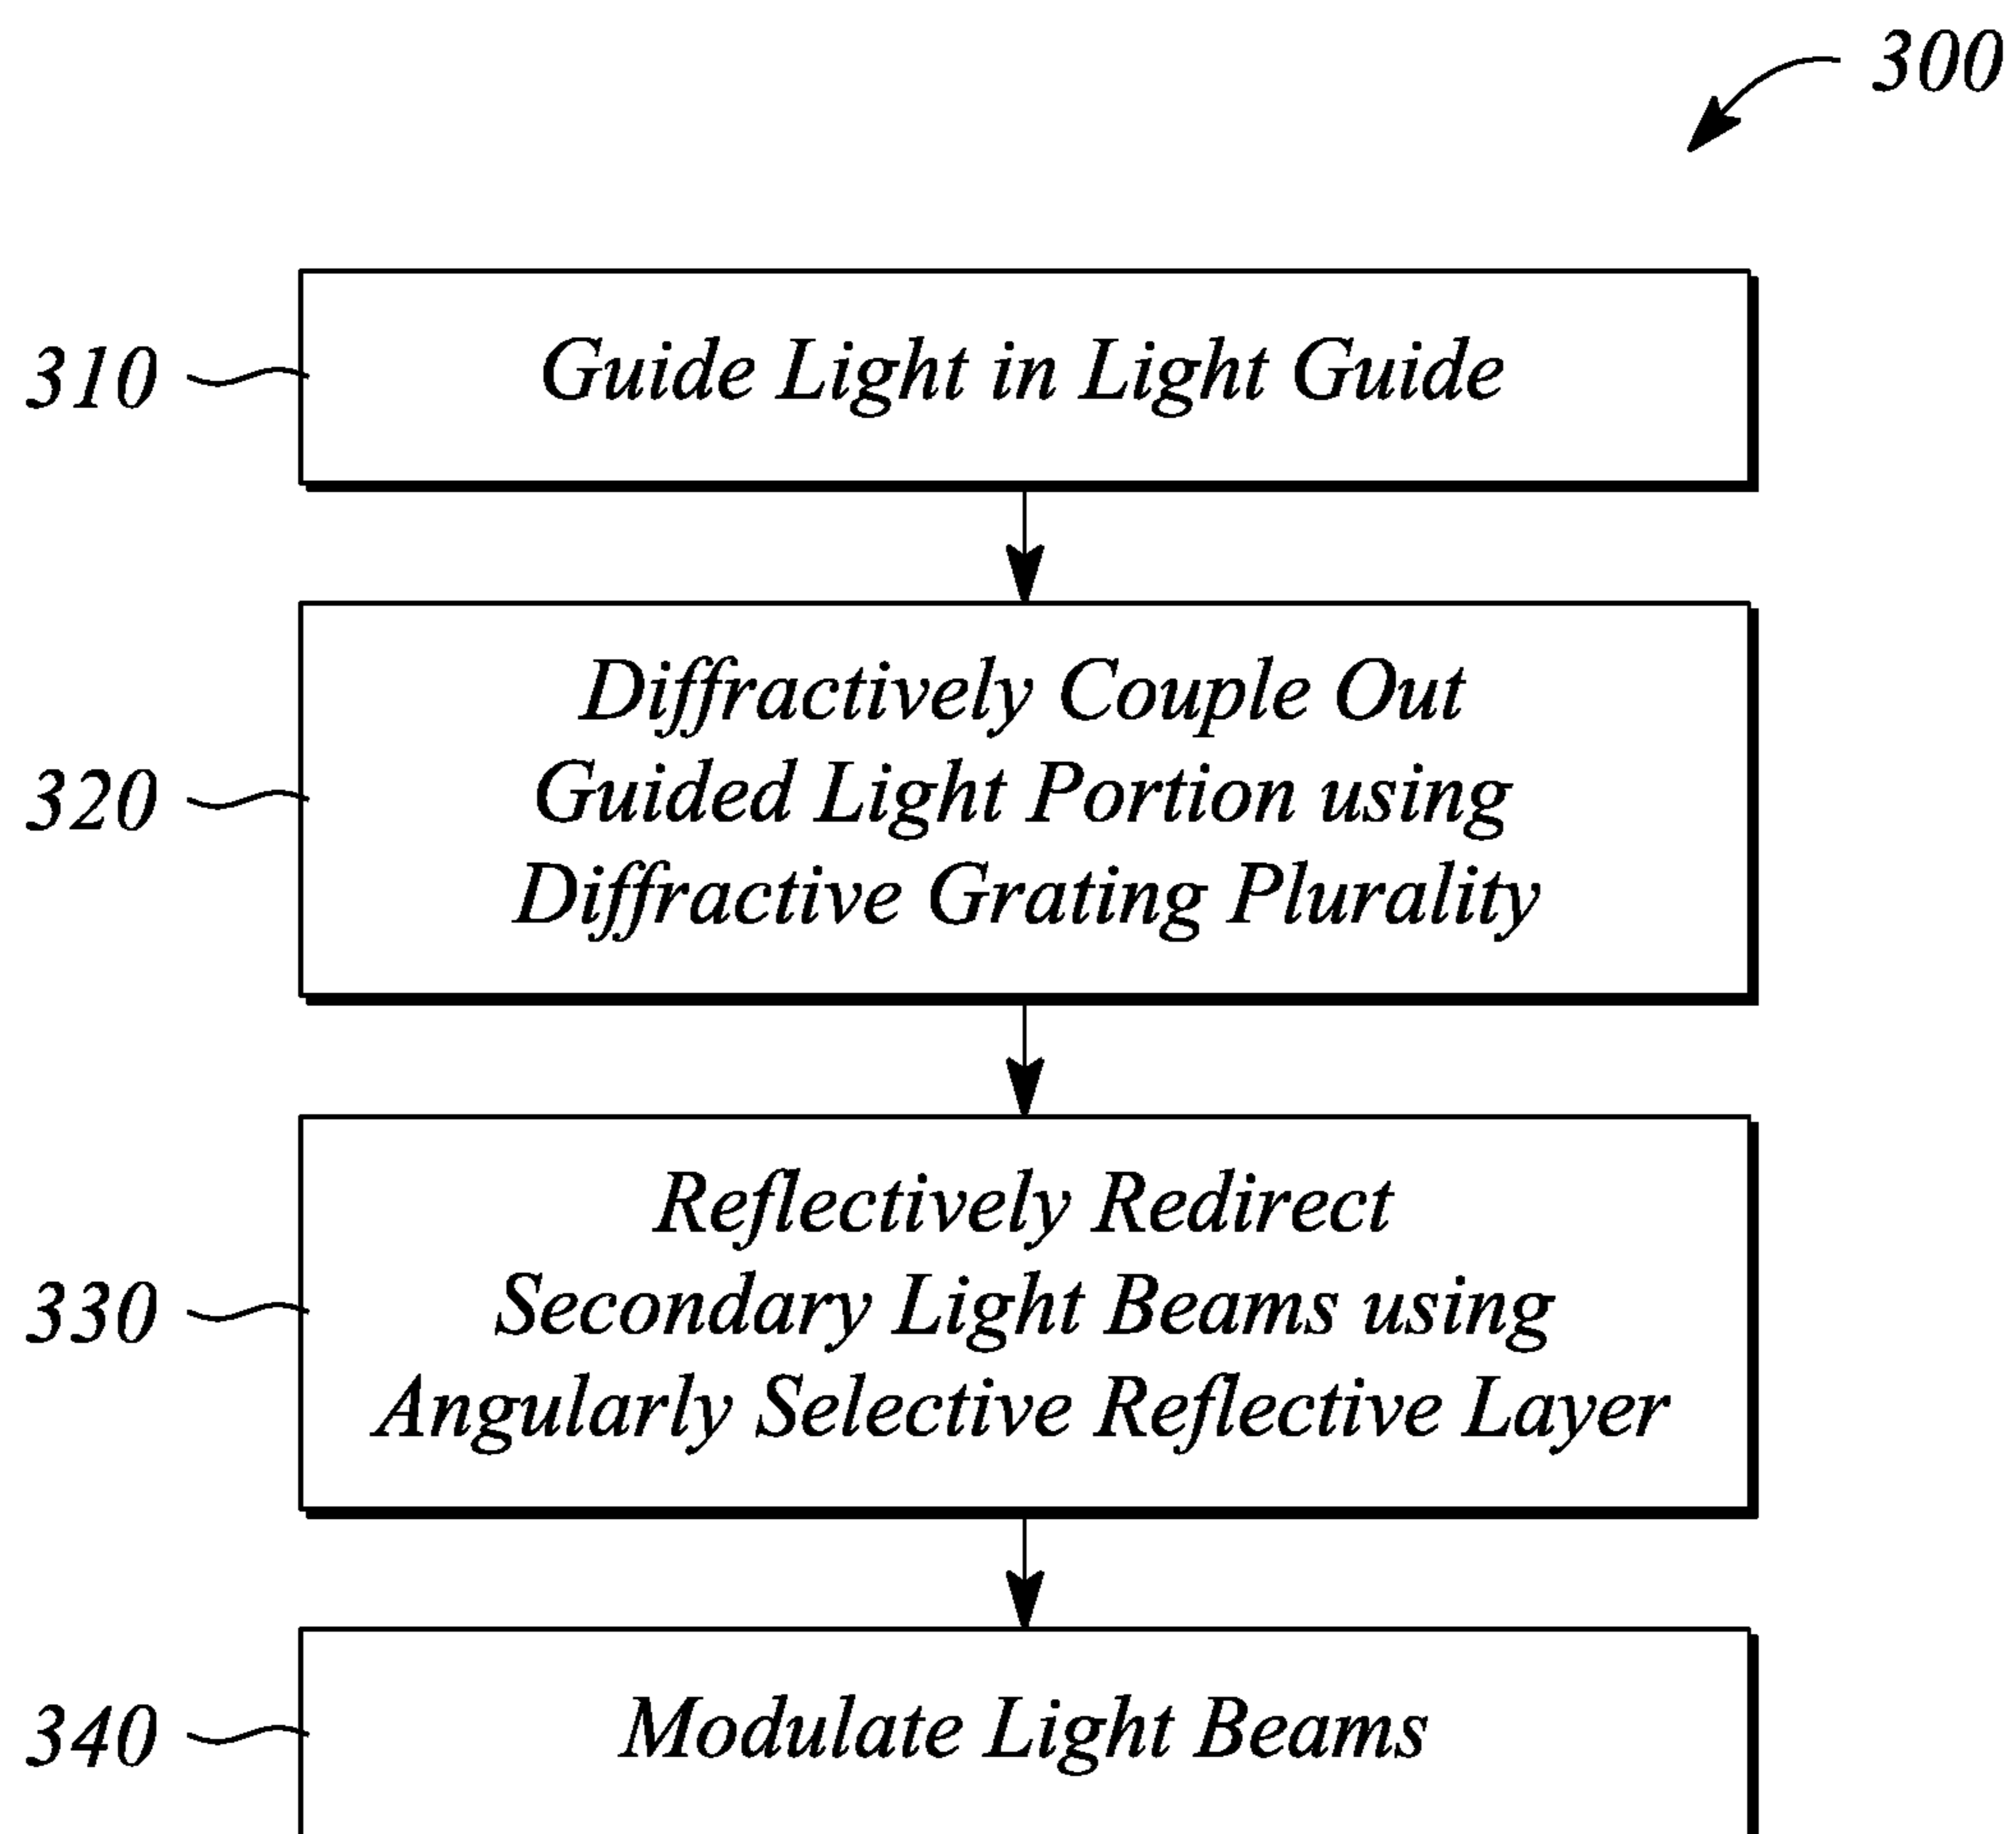 300
310
Guide Light in Light Guide
320
Diffractively Couple Out
Guided Light Portion using
Diffractive Grating Plurality
330
Reflectively Redirect
Secondary Light Beams using
Angularly Selective Reflective Layer
340
Modulate Light Beams